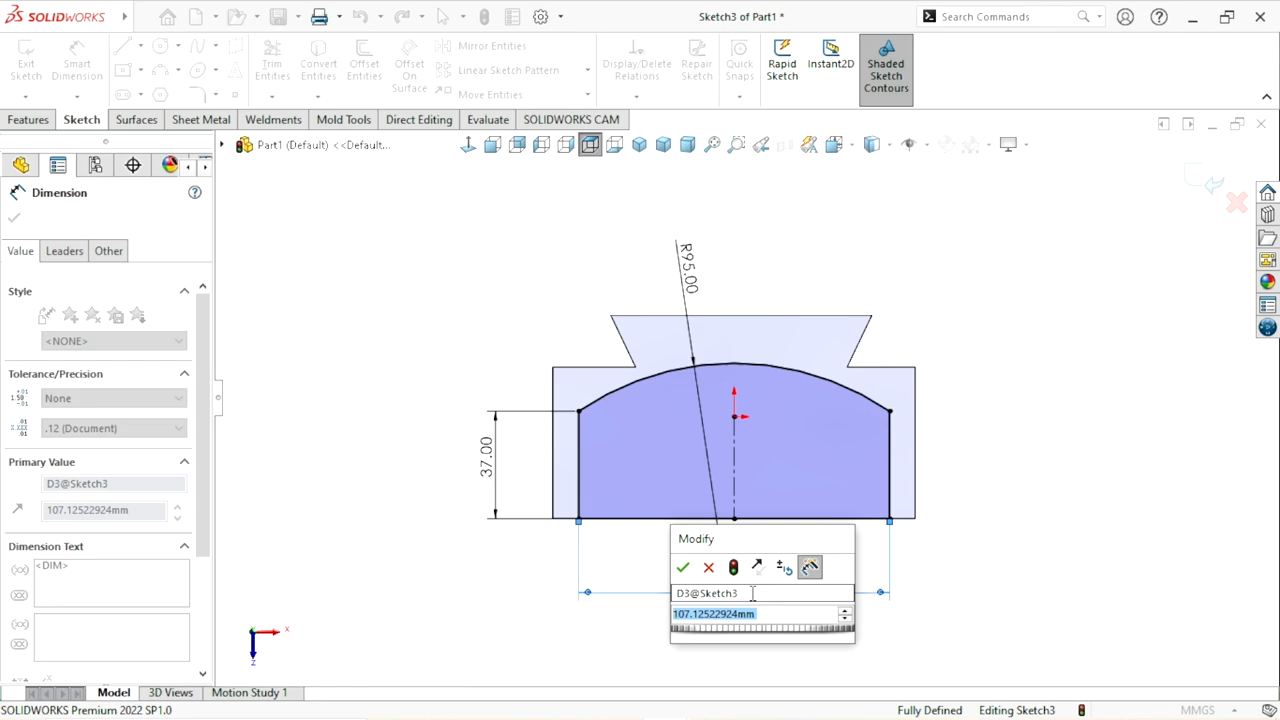 SOLIDWORKS
Sketch3 of Part1 *
Search Commands
Exit Sketch
Smart Dimension
Trim Entities
Convert Entities
Offset Entities
Offset On Surface
Mirror Entities
Linear Sketch Pattern
Move Entities
Display/Delete Relations
Repair Sketch
Quick Snaps
Rapid Sketch
Instant2D
Shaded Sketch Contours
Features
Sketch
Surfaces
Sheet Metal
Weldments
Mold Tools
Direct Editing
Evaluate
SOLIDWORKS CAM
Part1 (Default) <<Default...
Dimension
Value
Leaders
Other
Style
<NONE>
Tolerance/Precision
None
.12 (Document)
Primary Value
D3@Sketch3
107.12522924mm
Dimension Text
<DIM>
R95.00
37.00
Modify
D3@Sketch3
107.12522924mm
X
Z
Model
3D Views
Motion Study 1
SOLIDWORKS Premium 2022 SP1.0
Fully Defined
Editing Sketch3
MMGS